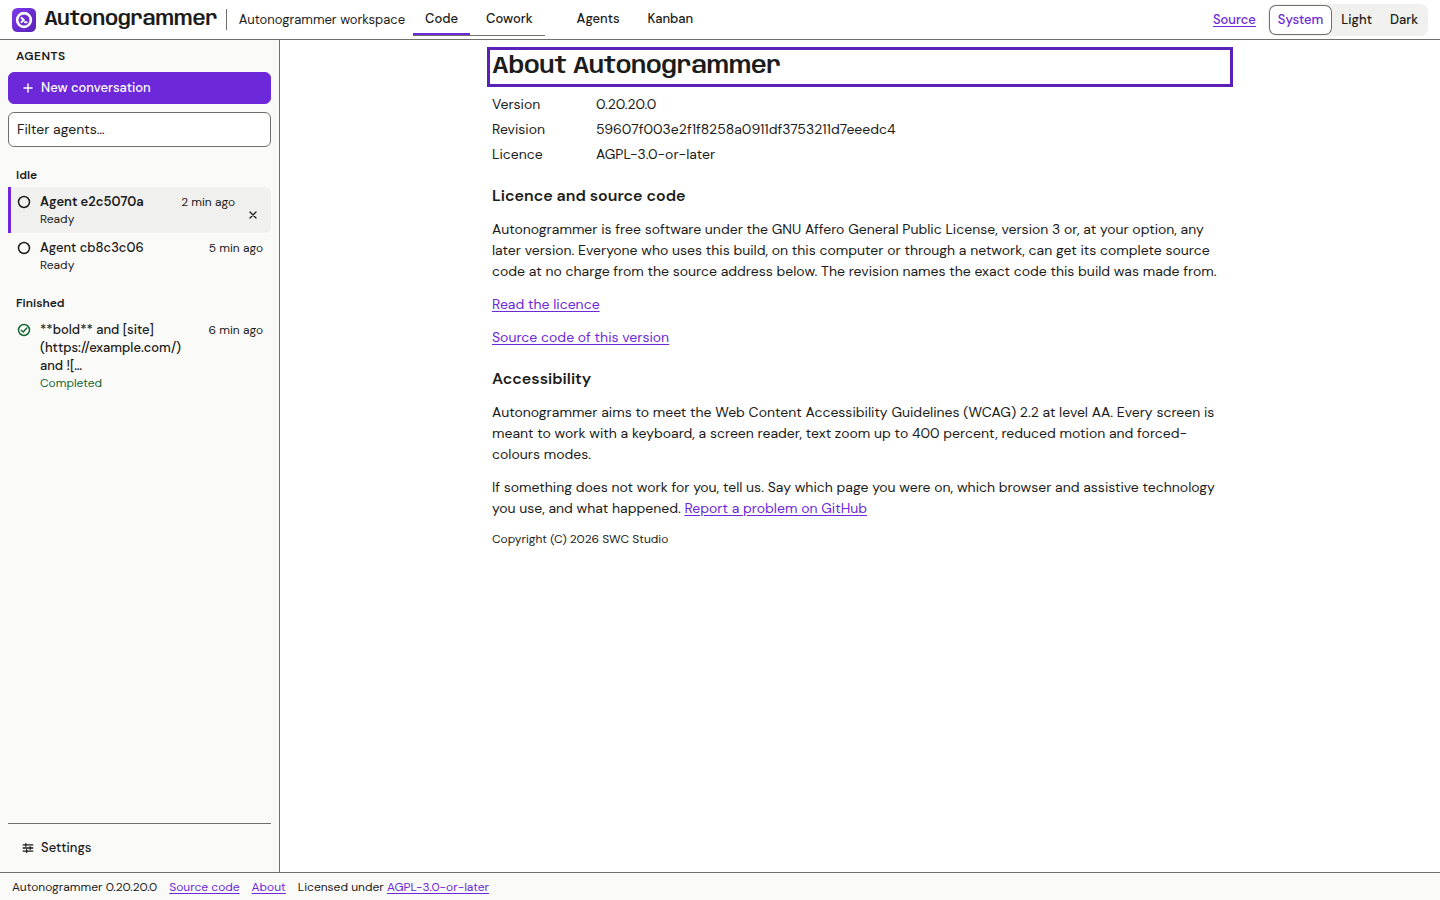 Autonogrammer
Autonogrammer workspace
Code
Cowork
Agents
Kanban
Source
System
Light
Dark
AGENTS
New conversation
Filter agents…
Idle
Agent e2c5070a
2 min ago
Ready
Agent cb8c3c06
5 min ago
Ready
Finished
**bold** and [site]
6 min ago
(https://example.com/)
and ![…
Completed
Settings
About Autonogrammer
Version 0.20.20.0
Revision 59607f003e2f1f8258a0911df3753211d7eeedc4
Licence AGPL-3.0-or-later
Licence and source code
Autonogrammer is free software under the GNU Affero General Public License, version 3 or, at your option, any
later version. Everyone who uses this build, on this computer or through a network, can get its complete source
code at no charge from the source address below. The revision names the exact code this build was made from.
Read the licence
Source code of this version
Accessibility
Autonogrammer aims to meet the Web Content Accessibility Guidelines (WCAG) 2.2 at level AA. Every screen is
meant to work with a keyboard, a screen reader, text zoom up to 400 percent, reduced motion and forced-
colours modes.
If something does not work for you, tell us. Say which page you were on, which browser and assistive technology
you use, and what happened. Report a problem on GitHub
Copyright (C) 2026 SWC Studio
Autonogrammer 0.20.20.0 Source code About Licensed under AGPL-3.0-or-later